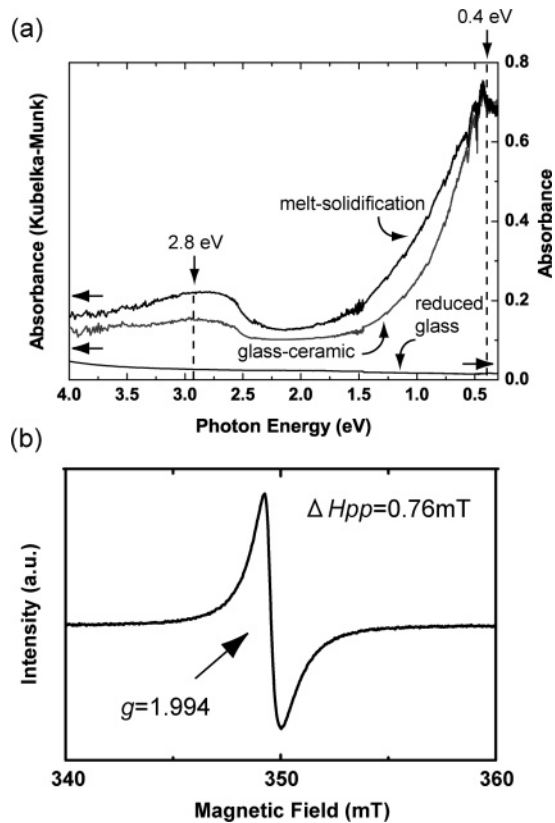 (a)
0.4 eV
Absorbance (Kubelka-Munk)
2.8 eV
melt-solidification
reduced
glass
glass-ceramic
0.8
0.6
0.4
0.2
0.0
Absorbance
4.0 3.5 3.0 2.5 2.0 1.5 1.0 0.5
Photon Energy (eV)
(b)
Intensity (a.u.)
Δ Hpp=0.76mT
g=1.994
340 350 360
Magnetic Field (mT)